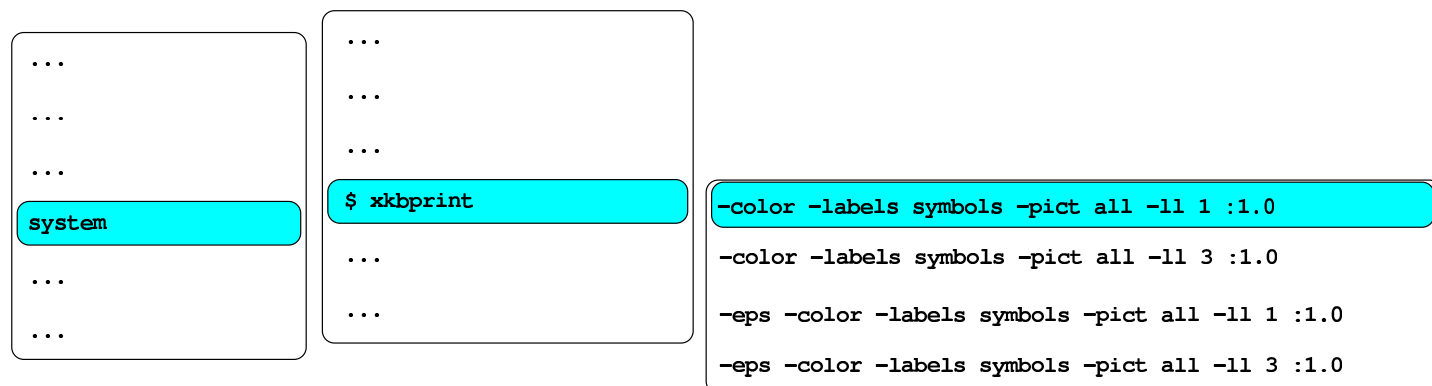 ...
...
...
system
...
...
...
...
...
$ xkbprint
...
...
-color -labels symbols -pict all -ll 1 :1.0
-color -labels symbols -pict all -ll 3 :1.0
-eps -color -labels symbols -pict all -ll 1 :1.0
-eps -color -labels symbols -pict all -ll 3 :1.0